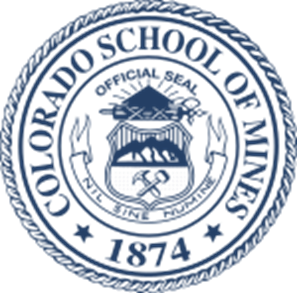 COLORADO SCHOOL OF MINES
OFFICIAL SEAL
NIL SINE NUMINE
1874